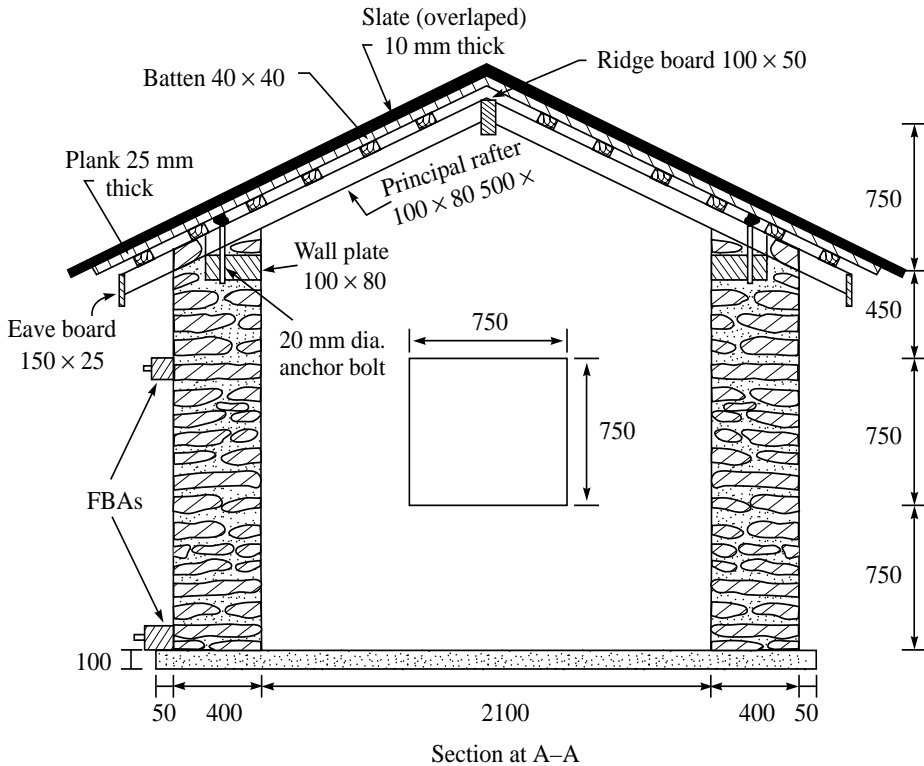 Slate (overlaped)
10 mm thick
Ridge board 100 × 50
Batten 40 × 40
Plank 25 mm
thick
Principal rafter
100 × 80 500 ×
750
Wall plate
100 × 80
450
Eave board
150 × 25
20 mm dia.
anchor bolt
750
750
750
FBAs
750
100
50
400
2100
400
50
Section at A–A